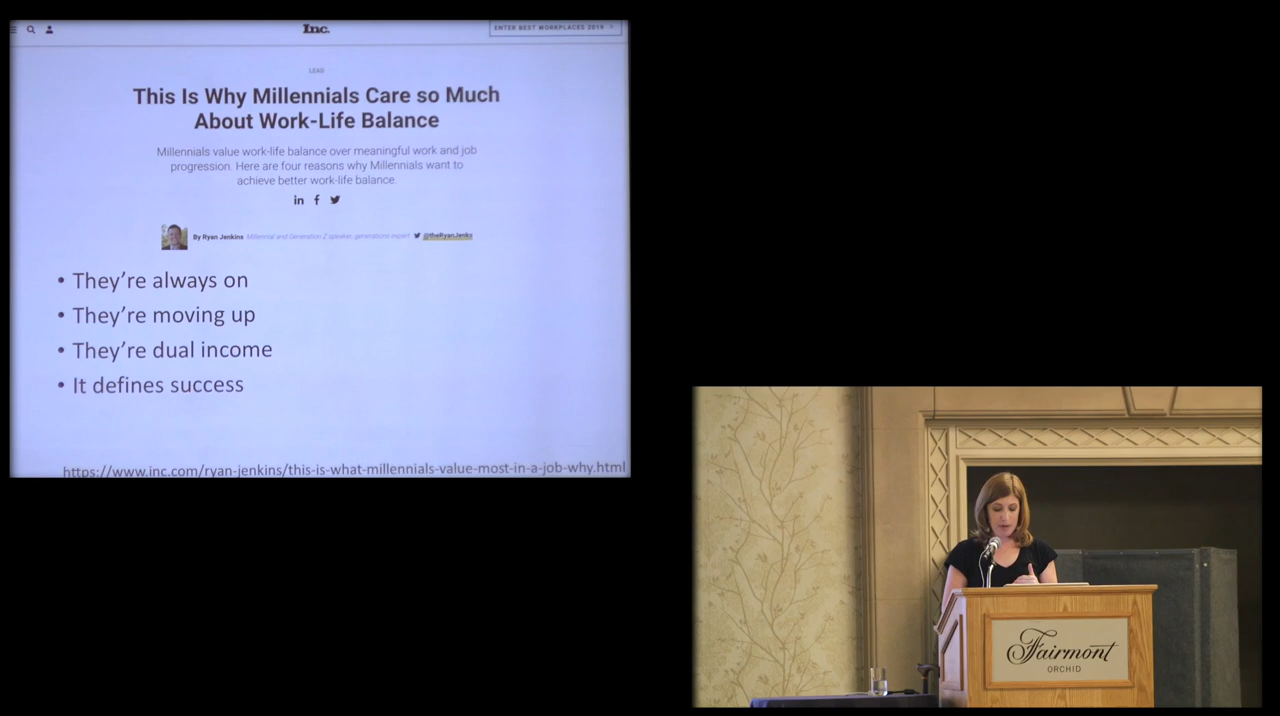 Inc.
ENTER BEST WORKPLACES 2019
LEAD
This Is Why Millennials Care so Much
About Work-Life Balance
Millennials value work-life balance over meaningful work and job
progression. Here are four reasons why Millennials want to
achieve better work-life balance.
By Ryan Jenkins Millennial and Generation Z speaker, generations expert @theRyanJenks
• They're always on
• They're moving up
• They're dual income
• It defines success
https://www.inc.com/ryan-jenkins/this-is-what-millennials-value-most-in-a-job-why.html
Fairmont
ORCHID